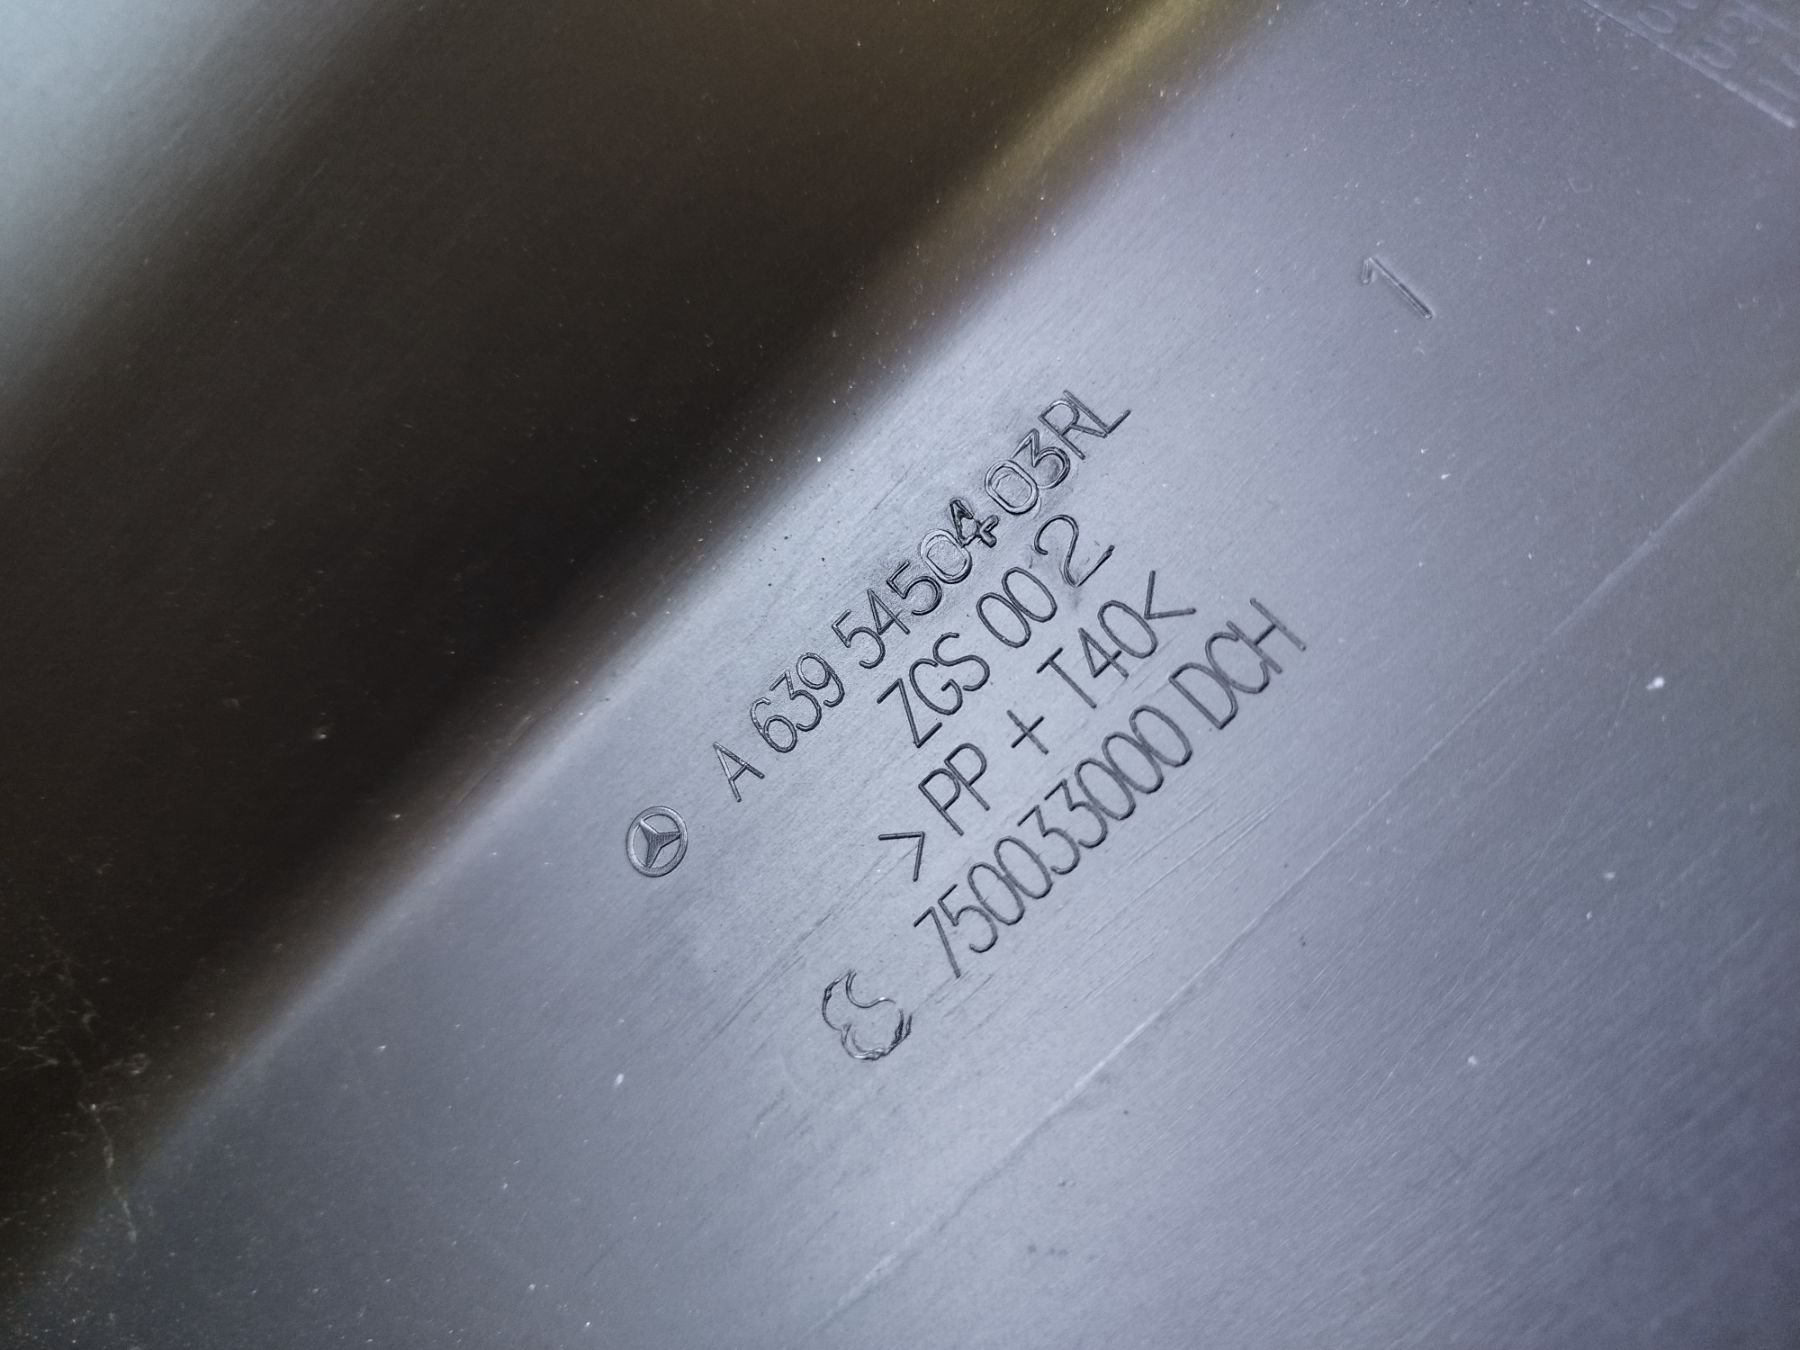 1
A 639 545 04 03RL
ZGS 002
>PP + T40<
750033000 DCH